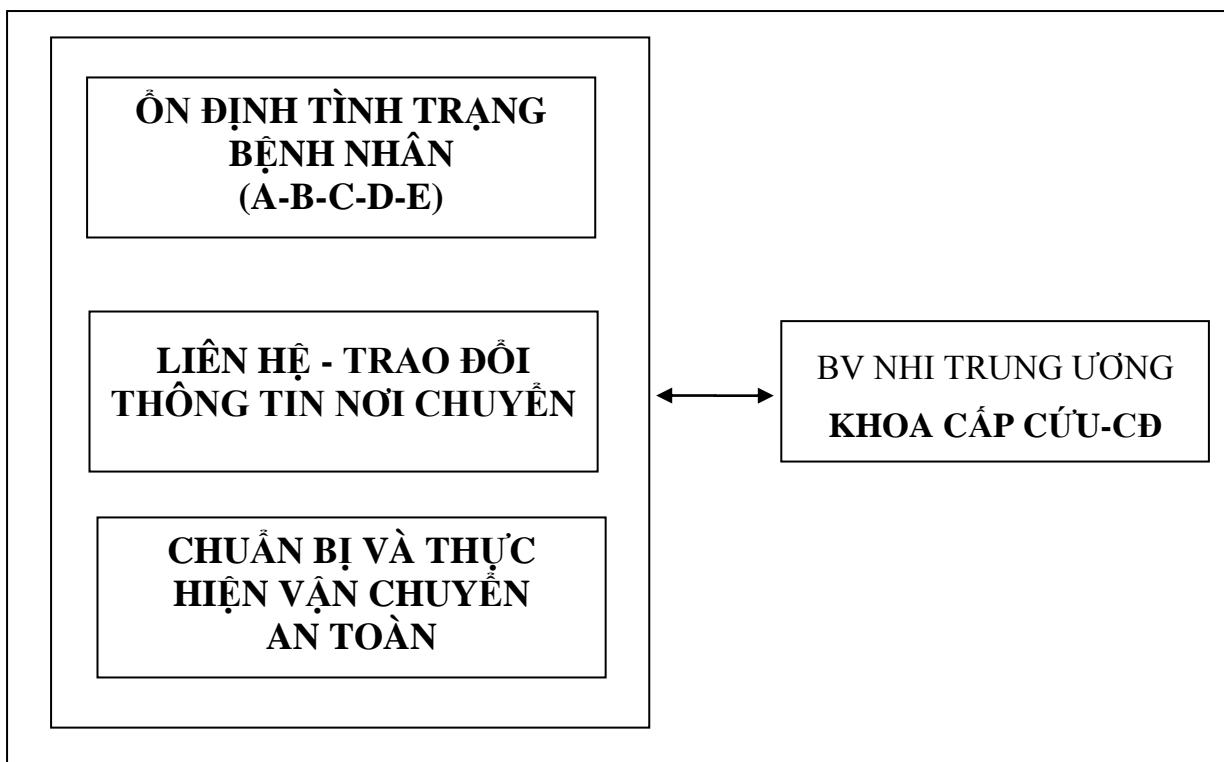 ỔN ĐỊNH TÌNH TRẠNG
BỆNH NHÂN
(A-B-C-D-E)
LIÊN HỆ - TRAO ĐỔI
THÔNG TIN NƠI CHUYỂN
CHUẨN BỊ VÀ THỰC
HIỆN VẬN CHUYỂN
AN TOÀN
BV NHI TRUNG ƯƠNG
KHOA CẤP CỨU-CĐ